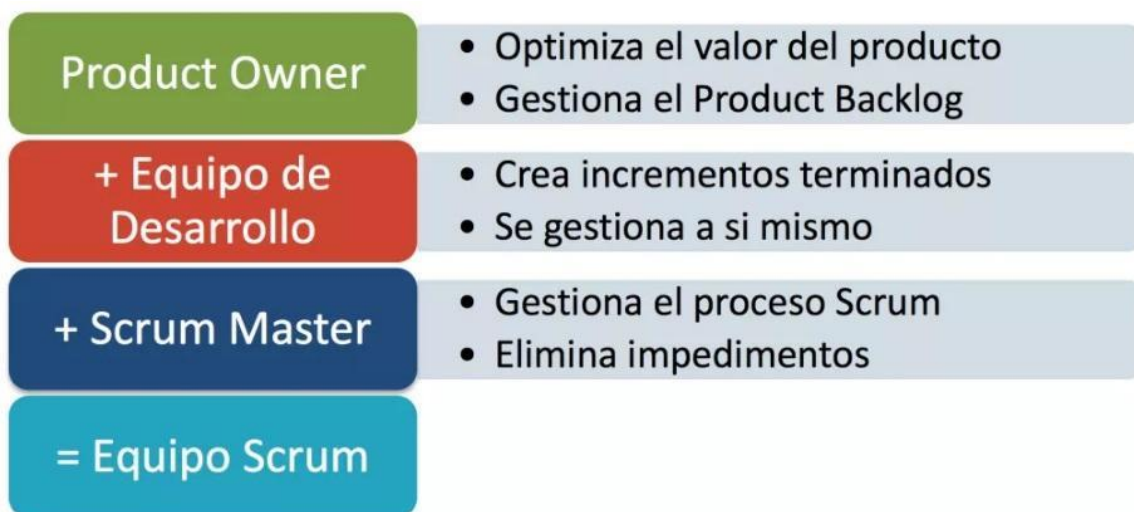 Product Owner
• Optimiza el valor del producto
• Gestiona el Product Backlog
+ Equipo de
Desarrollo
• Crea incrementos terminados
• Se gestiona a si mismo
+ Scrum Master
• Gestiona el proceso Scrum
• Elimina impedimentos
= Equipo Scrum